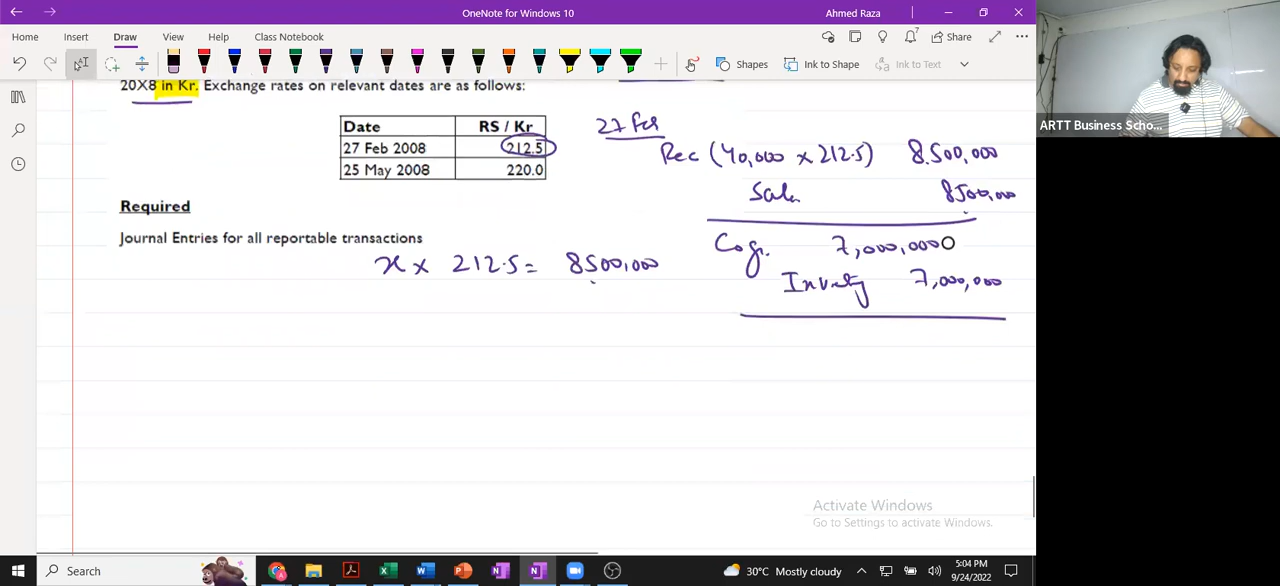 OneNote for Windows 10
Ahmed Raza
Home Insert Draw View Help Class Notebook
Share
Shapes Ink to Shape Ink to Text
20X8 in Kr. Exchange rates on relevant dates are as follows:
Date RS / Kr
27 Feb 2008 212.5
25 May 2008 220.0
27 Feb
Rec (40,000 x 212.5) 8,500,000
Sale 8500,000
Cogs. 7,000,0000
Invety 7,000,000
Required
Journal Entries for all reportable transactions
x x 212.5 = 8500,000
ARTT Business Scho...
Activate Windows
Go to Settings to activate Windows.
Search
30°C Mostly cloudy
5:04 PM
9/24/2022